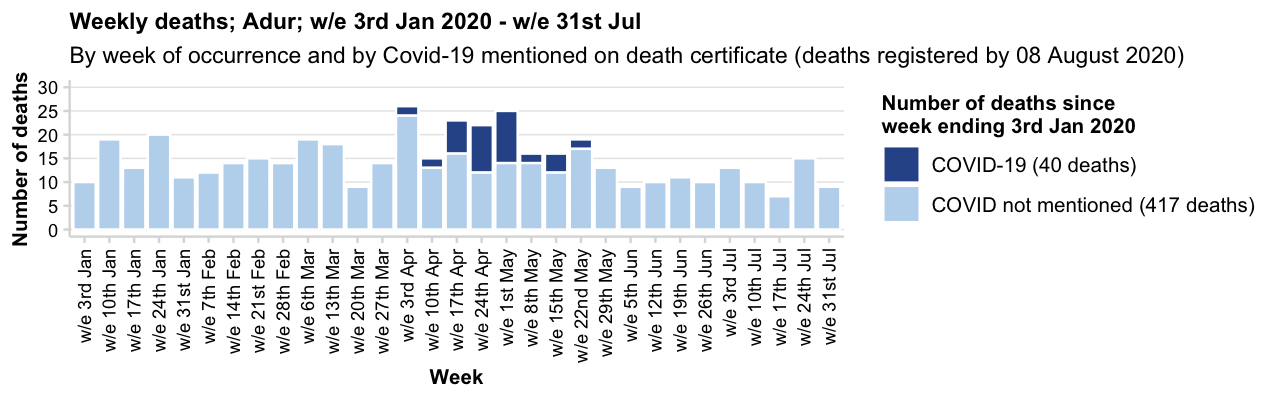 Weekly deaths; Adur; w/e 3rd Jan 2020 - w/e 31st Jul
By week of occurrence and by Covid-19 mentioned on death certificate (deaths registered by 08 August 2020)
Number of deaths
30
25
20
15
10
5
0
w/e 3rd Jan
w/e 10th Jan
w/e 17th Jan
w/e 24th Jan
w/e 31st Jan
w/e 7th Feb
w/e 14th Feb
w/e 21st Feb
w/e 28th Feb
w/e 6th Mar
w/e 13th Mar
w/e 20th Mar
w/e 27th Mar
w/e 3rd Apr
w/e 10th Apr
w/e 17th Apr
w/e 24th Apr
w/e 1st May
w/e 8th May
w/e 15th May
w/e 22nd May
w/e 29th May
w/e 5th Jun
w/e 12th Jun
w/e 19th Jun
w/e 26th Jun
w/e 3rd Jul
w/e 10th Jul
w/e 17th Jul
w/e 24th Jul
w/e 31st Jul
Week
Number of deaths since
week ending 3rd Jan 2020
COVID-19 (40 deaths)
COVID not mentioned (417 deaths)